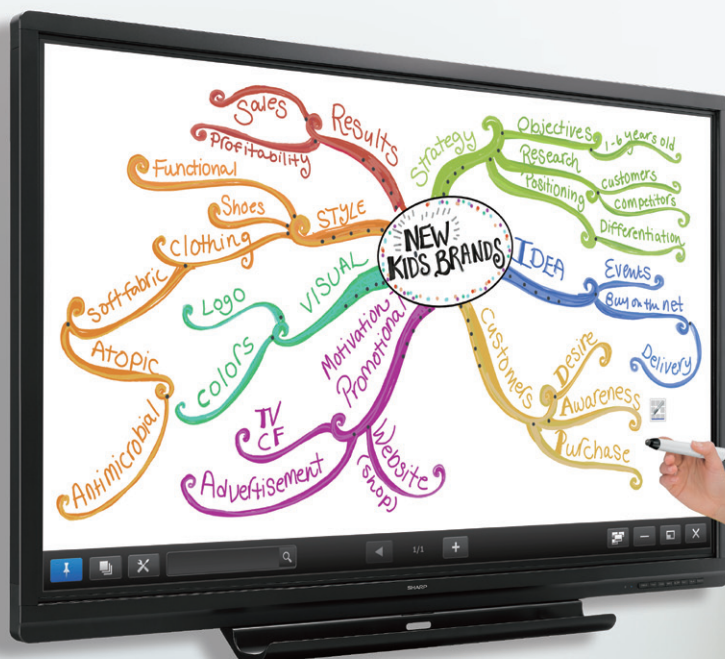 NEW
KID'S BRANDS
Results
Sales
Profitability
STYLE
Functional
Shoes
Clothing
Softfabric
Atopic
Antimicrobial
VISUAL
Logo
Colors
Motivation
Promotional
TV
CF
Advertisement
Website
(shop)
Strategy
Objectives
1-6 years old
Research
customers
competitors
Positioning
Differentiation
IDEA
Events
Buy on the net
Delivery
Customers
Desire
Awareness
Purchase
1/1
SHARP